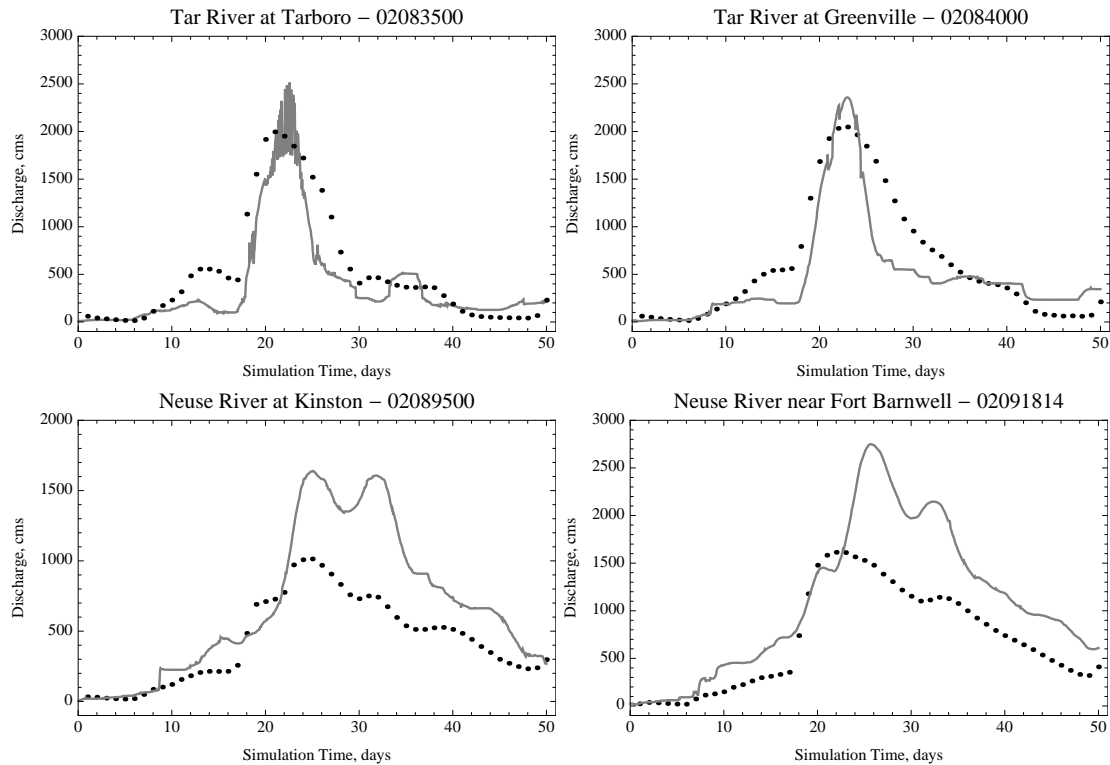 Tar River at Tarboro − 02083500
3000
2500
2000
1500
1000
500
0
Discharge, cms
0 10 20 30 40 50
Simulation Time, days
Tar River at Greenville − 02084000
3000
2500
2000
1500
1000
500
0
Discharge, cms
0 10 20 30 40 50
Simulation Time, days
Neuse River at Kinston − 02089500
2000
1500
1000
500
0
Discharge, cms
0 10 20 30 40 50
Simulation Time, days
Neuse River near Fort Barnwell − 02091814
3000
2500
2000
1500
1000
500
0
Discharge, cms
0 10 20 30 40 50
Simulation Time, days